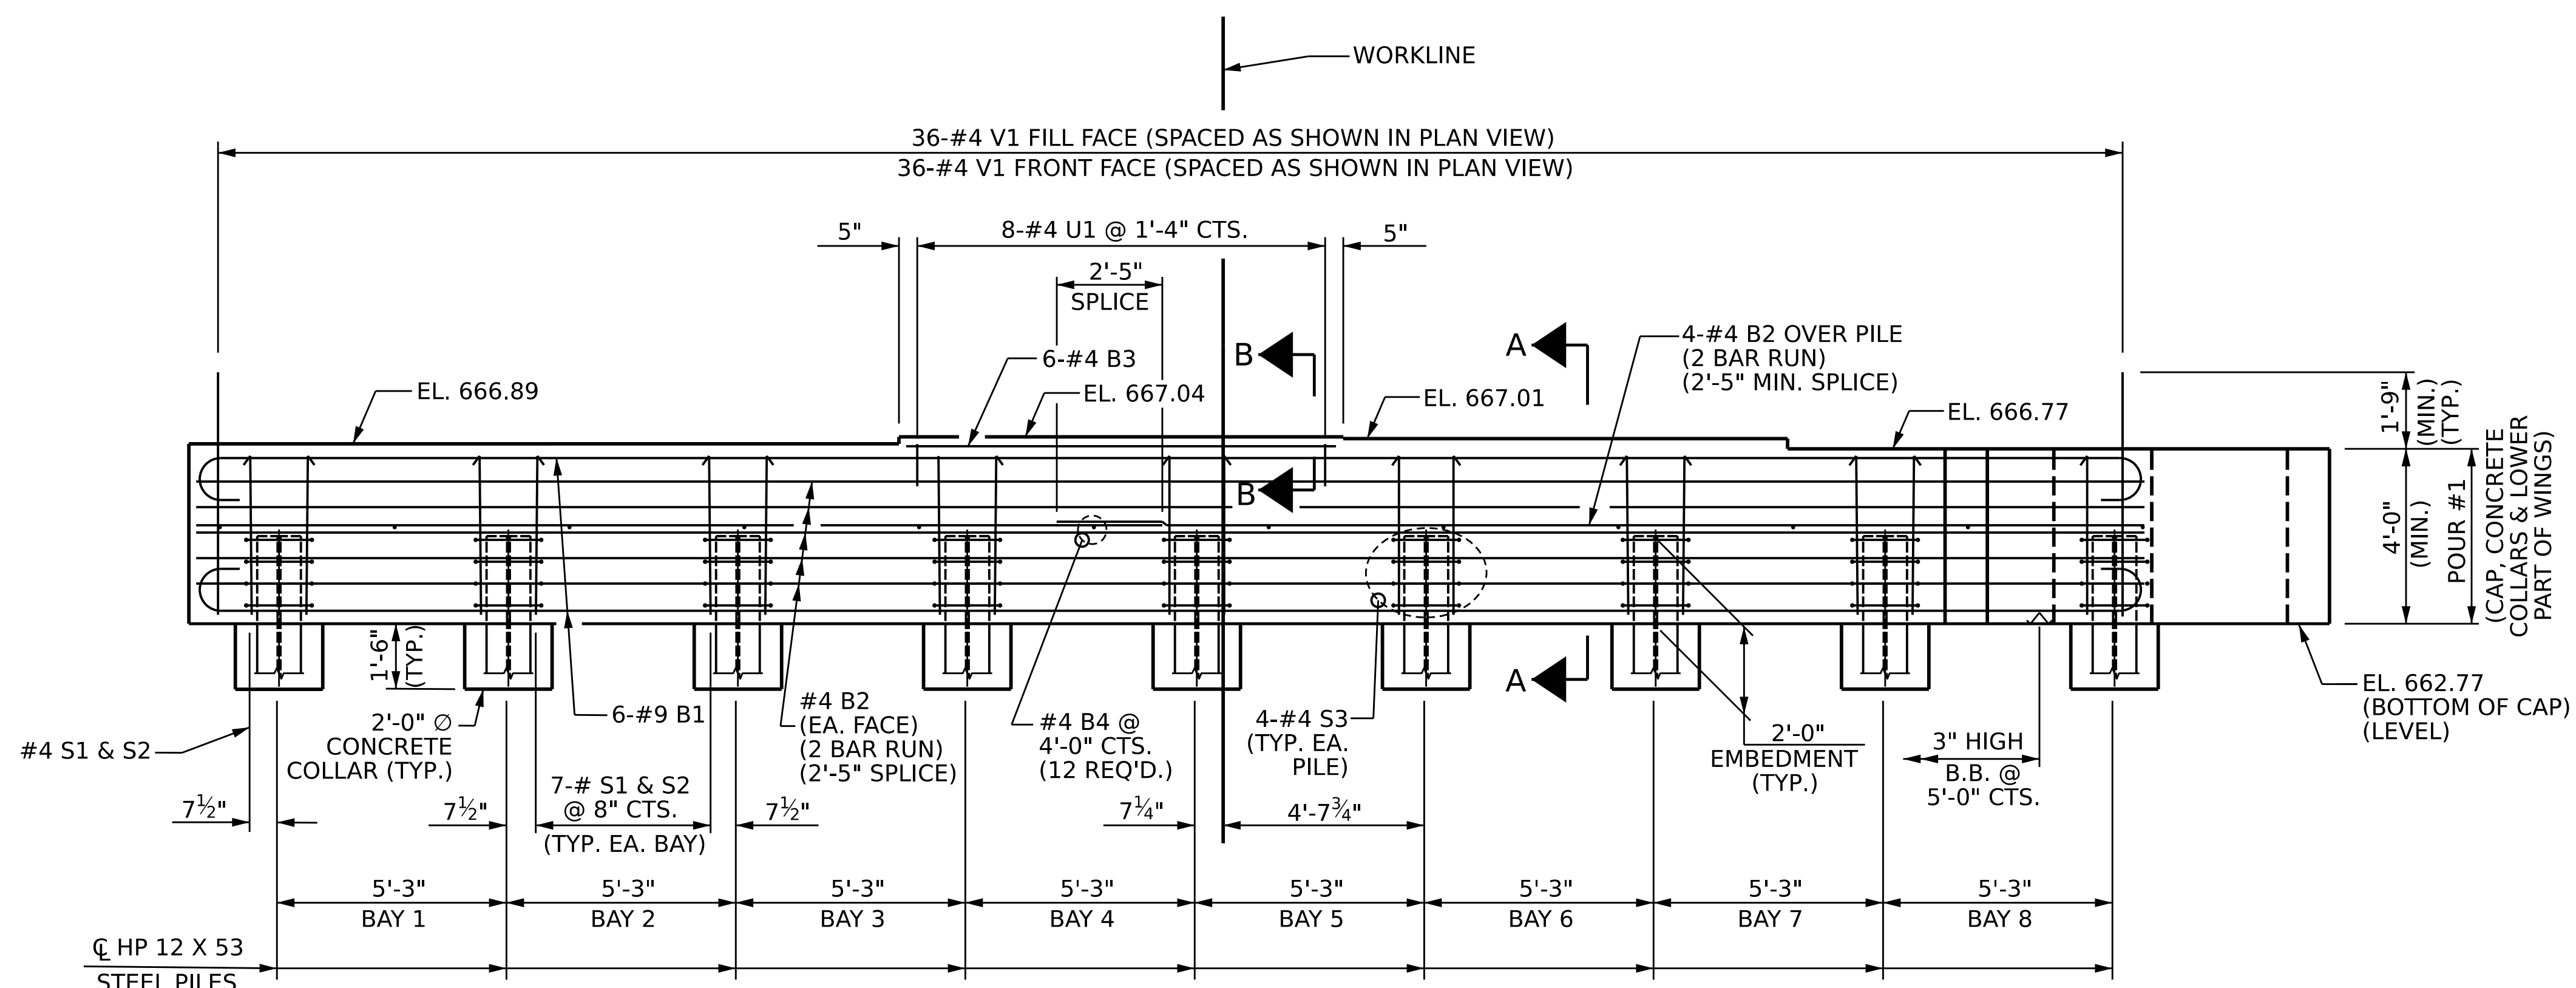 WORKLINE
36-#4 V1 FILL FACE (SPACED AS SHOWN IN PLAN VIEW)
36-#4 V1 FRONT FACE (SPACED AS SHOWN IN PLAN VIEW)
5"
8-#4 U1 @ 1'-4" CTS.
5"
2'-5"
SPLICE
6-#4 B3
B
A
4-#4 B2 OVER PILE
(2 BAR RUN)
(2'-5" MIN. SPLICE)
EL. 666.89
EL. 667.04
EL. 667.01
EL. 666.77
1'-9"
(MIN.)
(TYP.)
B
4'-0"
(MIN.)
POUR #1
(CAP, CONCRETE
COLLARS & LOWER
PART OF WINGS)
1'-6"
(TYP.)
A
EL. 662.77
(BOTTOM OF CAP)
(LEVEL)
#4 S1 & S2
2'-0" ∅
CONCRETE
COLLAR (TYP.)
6-#9 B1
#4 B2
(EA. FACE)
(2 BAR RUN)
(2'-5" SPLICE)
#4 B4 @
4'-0" CTS.
(12 REQ'D.)
4-#4 S3
(TYP. EA.
PILE)
2'-0"
EMBEDMENT
(TYP.)
3" HIGH
B.B. @
5'-0" CTS.
7½"
7½"
7-# S1 & S2
@ 8" CTS.
(TYP. EA. BAY)
7½"
7¼"
4'-7¾"
5'-3"
5'-3"
5'-3"
5'-3"
5'-3"
5'-3"
5'-3"
5'-3"
BAY 1
BAY 2
BAY 3
BAY 4
BAY 5
BAY 6
BAY 7
BAY 8
℄ HP 12 X 53
STEEL PILES